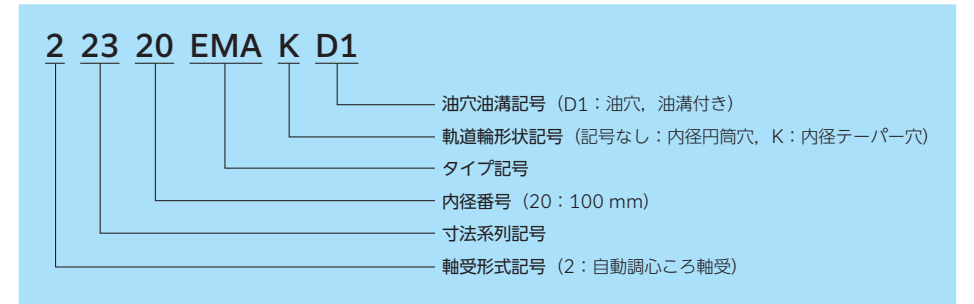 2 23 20 EMA K D1
油穴油溝記号（D1：油穴，油溝付き）
軌道輪形状記号（記号なし：内径円筒穴，K：内径テーパー穴）
タイプ記号
内径番号（20：100 mm）
寸法系列記号
軸受形式記号（2：自動調心ころ軸受）